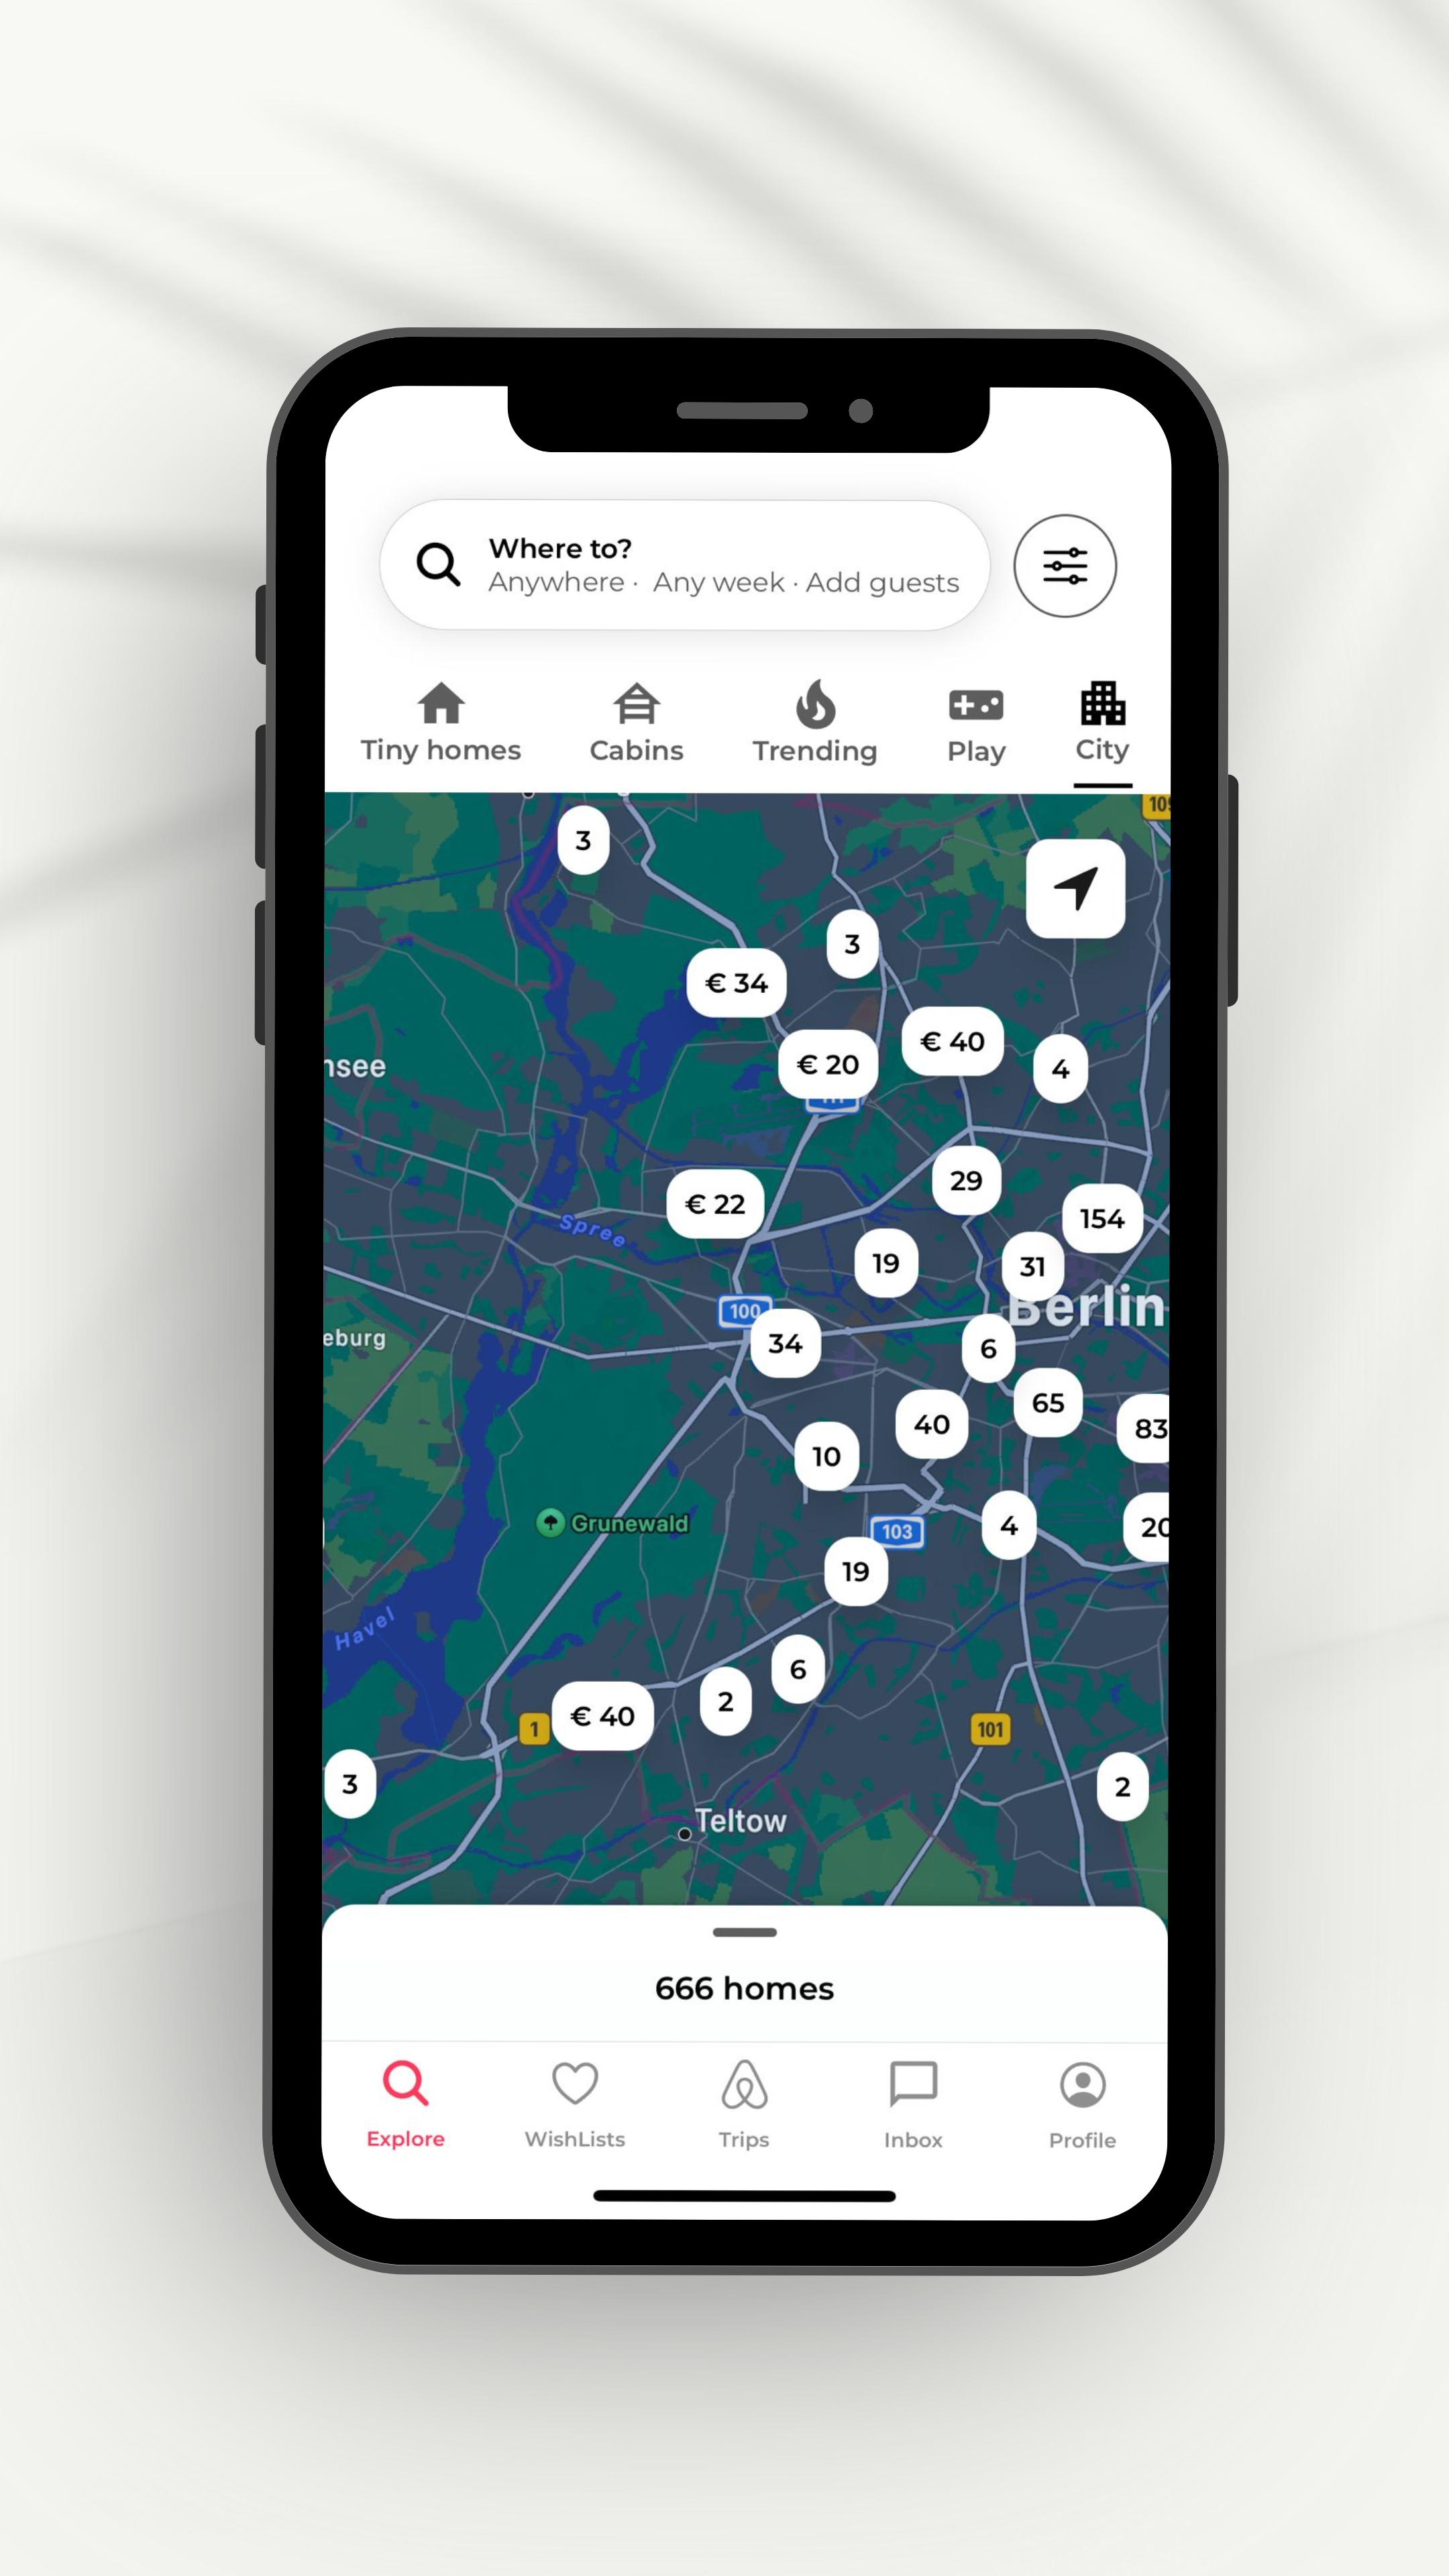 Where to?
Anywhere · Any week · Add guests
Tiny homes
Cabins
Trending
Play
City
3
3
€ 34
€ 40
€ 20
4
29
€ 22
154
19
31
Spree
Berlin
100
34
6
65
40
83
10
Grunewald
103
4
20
19
Havel
6
2
€ 40
1
101
3
2
Teltow
666 homes
Explore
WishLists
Trips
Inbox
Profile